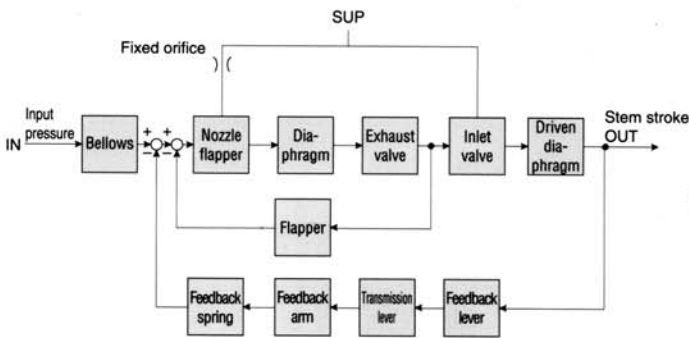 SUP
Fixed orifice
Input
pressure
IN
Bellows
+
−
+
−
Nozzle
flapper
Dia-
phragm
Exhaust
valve
Inlet
valve
Driven
dia-
phragm
Stem stroke
OUT
Flapper
Feedback
spring
Feedback
arm
Transmission
lever
Feedback
lever